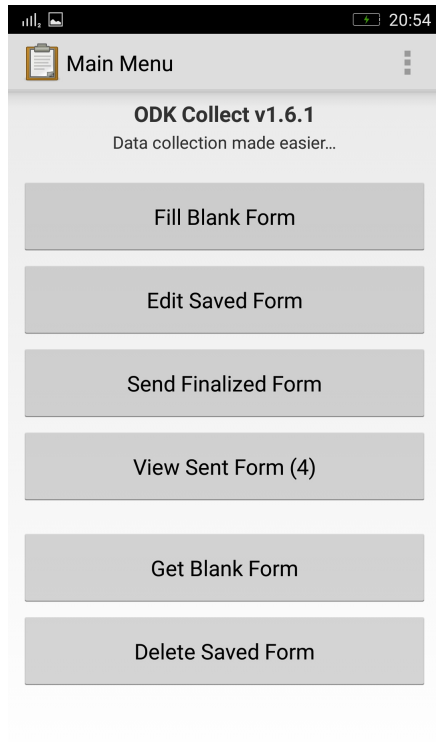 20:54
Main Menu
ODK Collect v1.6.1
Data collection made easier...
Fill Blank Form
Edit Saved Form
Send Finalized Form
View Sent Form (4)
Get Blank Form
Delete Saved Form